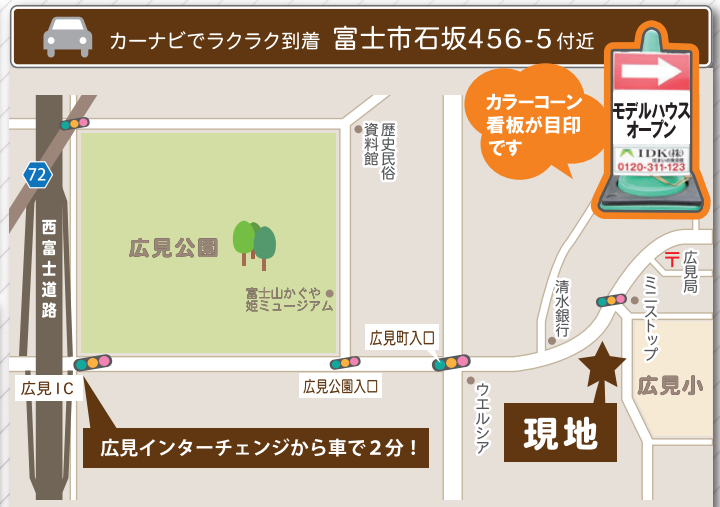 カーナビでラクラク到着 富士市石坂456-5付近
カラーコーン
看板が目印
です
モデルハウス
オープン
IDK(株)
0120-311-123
歴史民俗
資料館
72
西富士道路
広見公園
富士山かぐや
姫ミュージアム
広見局
ミニストップ
清水銀行
広見町入口
広見IC
広見公園入口
ウエルシア
広見小
現地
広見インターチェンジから車で2分！